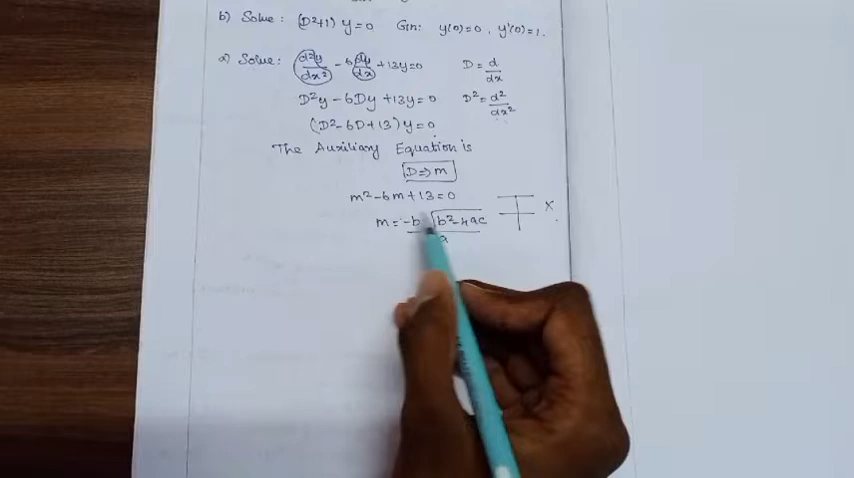 b) Solve: (D²+1) y = 0 Gn: y(0)=0, y'(0)=1.
a) Solve: d²y/dx² - 6 dy/dx + 13y = 0 D = d/dx
D²y - 6Dy + 13y = 0 D² = d²/dx²
(D² - 6D + 13) y = 0
The Auxiliary Equation is
D ⇒ m
m² - 6m + 13 = 0
m = -b √b²-4ac x